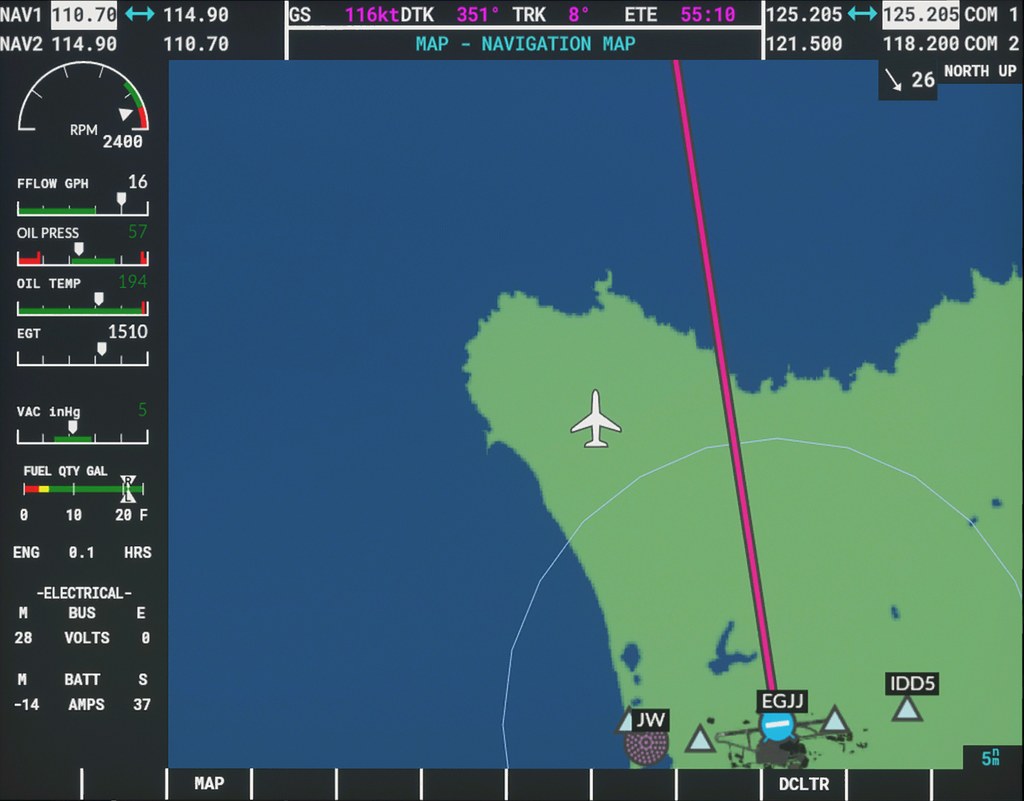 NAV1 110.70 ↔ 114.90 GS 116kt DTK 351° TRK 8° ETE 55:10 125.205 ↔ 125.205 COM 1
NAV2 114.90 110.70 MAP - NAVIGATION MAP 121.500 118.200 COM 2
26 NORTH UP
RPM
2400
FFLOW GPH 16
OIL PRESS 57
OIL TEMP 194
EGT 1510
VAC inHg 5
FUEL QTY GAL
R
L
0 10 20 F
ENG 0.1 HRS
-ELECTRICAL-
M BUS E
28 VOLTS 0
M BATT S
-14 AMPS 37
IDD5
EGJJ
JW
5nm
MAP DCLTR